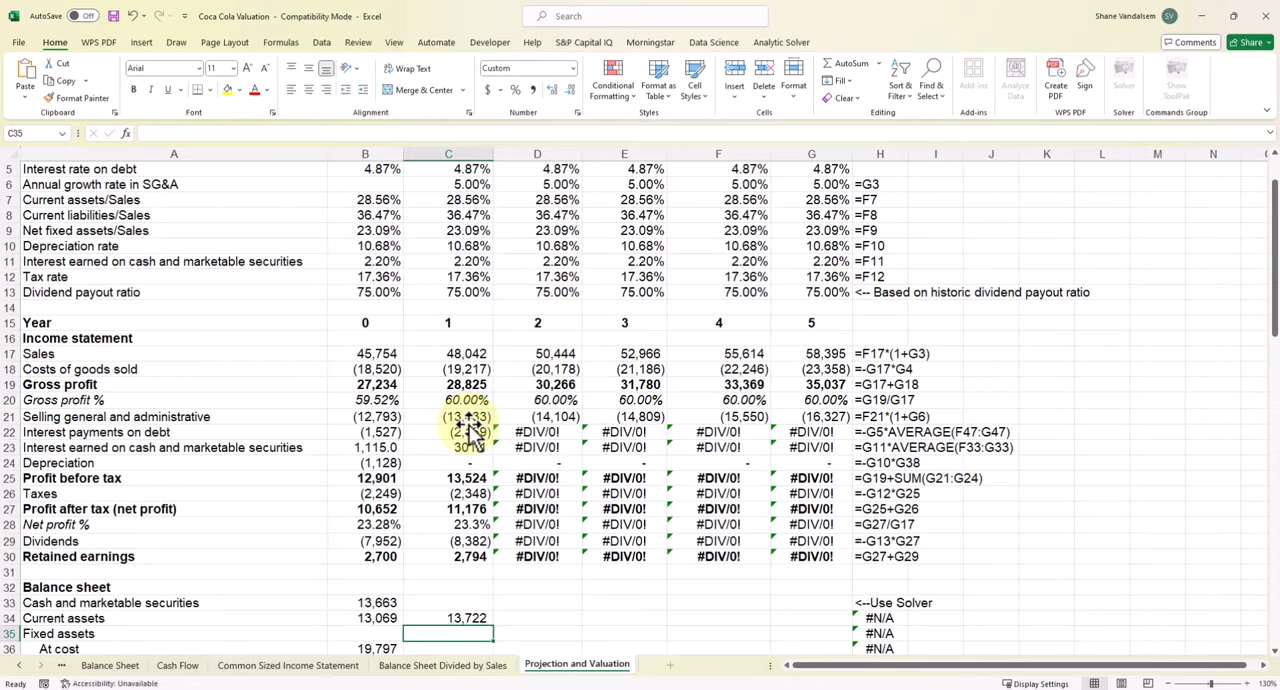 AutoSave Off Coca Cola Valuation - Compatibility Mode - Excel Search Shane Vandalsem SV
File Home WPS PDF Insert Draw Page Layout Formulas Data Review View Automate Developer Help S&P Capital IQ Morningstar Data Science Analytic Solver Comments Share
Paste Cut Copy Format Painter Clipboard
Arial 11 B I U Font
Wrap Text Merge & Center Alignment
Custom $ % Number
Conditional Formatting Format as Table Cell Styles Styles
Insert Delete Format Cells
AutoSum Fill Clear Sort & Filter Find & Select Editing
Add-ins Add-ins Analyze Data
Create PDF Sign WPS PDF
Solver Solver Show ToolPak Commands Group
C35 fx
A B C D E F G H I J K L M N
5 Interest rate on debt 4.87% 4.87% 4.87% 4.87% 4.87% 4.87%
6 Annual growth rate in SG&A 5.00% 5.00% 5.00% 5.00% 5.00% =G3
7 Current assets/Sales 28.56% 28.56% 28.56% 28.56% 28.56% 28.56% =F7
8 Current liabilities/Sales 36.47% 36.47% 36.47% 36.47% 36.47% 36.47% =F8
9 Net fixed assets/Sales 23.09% 23.09% 23.09% 23.09% 23.09% 23.09% =F9
10 Depreciation rate 10.68% 10.68% 10.68% 10.68% 10.68% 10.68% =F10
11 Interest earned on cash and marketable securities 2.20% 2.20% 2.20% 2.20% 2.20% 2.20% =F11
12 Tax rate 17.36% 17.36% 17.36% 17.36% 17.36% 17.36% =F12
13 Dividend payout ratio 75.00% 75.00% 75.00% 75.00% 75.00% 75.00% <-- Based on historic dividend payout ratio
14
15 Year 0 1 2 3 4 5
16 Income statement
17 Sales 45,754 48,042 50,444 52,966 55,614 58,395 =F17*(1+G3)
18 Costs of goods sold (18,520) (19,217) (20,178) (21,186) (22,246) (23,358) =-G17*G4
19 Gross profit 27,234 28,825 30,266 31,780 33,369 35,037 =G17+G18
20 Gross profit % 59.52% 60.00% 60.00% 60.00% 60.00% 60.00% =G19/G17
21 Selling general and administrative (12,793) (14,104) (14,809) (15,550) (16,327) =F21*(1+G6)
22 Interest payments on debt (1,527) #DIV/0! #DIV/0! #DIV/0! #DIV/0! =-G5*AVERAGE(F47:G47)
23 Interest earned on cash and marketable securities 1,115.0 #DIV/0! #DIV/0! #DIV/0! #DIV/0! =G11*AVERAGE(F33:G33)
24 Depreciation (1,128) - - - - - =-G10*G38
25 Profit before tax 12,901 13,524 #DIV/0! #DIV/0! #DIV/0! #DIV/0! =G19+SUM(G21:G24)
26 Taxes (2,249) (2,348) #DIV/0! #DIV/0! #DIV/0! #DIV/0! =-G12*G25
27 Profit after tax (net profit) 10,652 11,176 #DIV/0! #DIV/0! #DIV/0! #DIV/0! =G25+G26
28 Net profit % 23.28% 23.3% #DIV/0! #DIV/0! #DIV/0! #DIV/0! =G27/G17
29 Dividends (7,952) (8,382) #DIV/0! #DIV/0! #DIV/0! #DIV/0! =-G13*G27
30 Retained earnings 2,700 2,794 #DIV/0! #DIV/0! #DIV/0! #DIV/0! =G27+G29
31
32 Balance sheet
33 Cash and marketable securities 13,663 <--Use Solver
34 Current assets 13,069 13,722 #N/A
35 Fixed assets #N/A
36 At cost 19,797 #N/A
Balance Sheet Cash Flow Common Sized Income Statement Balance Sheet Divided by Sales Projection and Valuation
Ready Accessibility: Unavailable Display Settings 130%